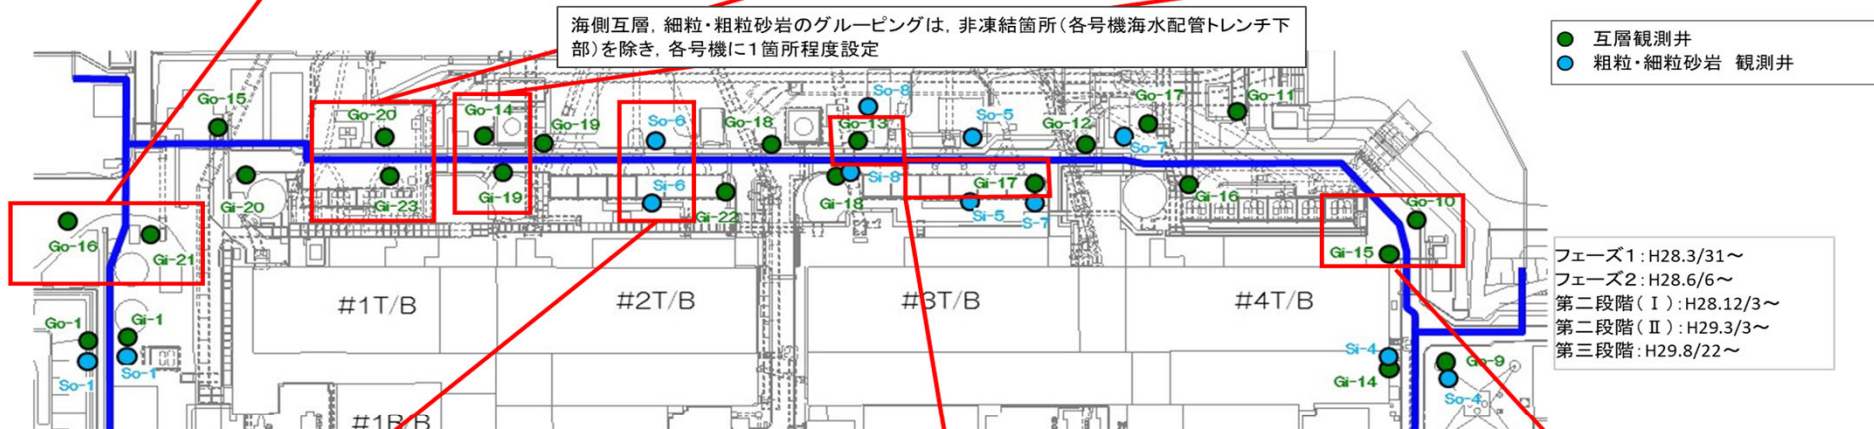 海側互層，細粒・粗粒砂岩のグルーピングは，非凍結箇所（各号機海水配管トレンチ下
部）を除き，各号機に１箇所程度設定
互層観測井
粗粒・細粒砂岩　観測井
Go-15
Go-20
Go-14
Go-19
So-6
Go-18
So-8
Go-13
So-5
Go-12
So-7
Go-17
Go-11
Gi-20
Gi-23
Gi-19
Si-6
Gi-22
Gi-18
Si-8
Gi-17
Si-5
S-7
Gi-16
Go-10
Gi-15
Go-16
Gi-21
#1T/B
#2T/B
#3T/B
#4T/B
フェーズ１：H28.3/31～
フェーズ２：H28.6/6～
第二段階（Ⅰ）：H28.12/3～
第二段階（Ⅱ）：H29.3/3～
第三段階：H29.8/22～
Go-1
Gi-1
So-1
So-1
Si-4
Gi-14
Go-9
So-4
#1R/B